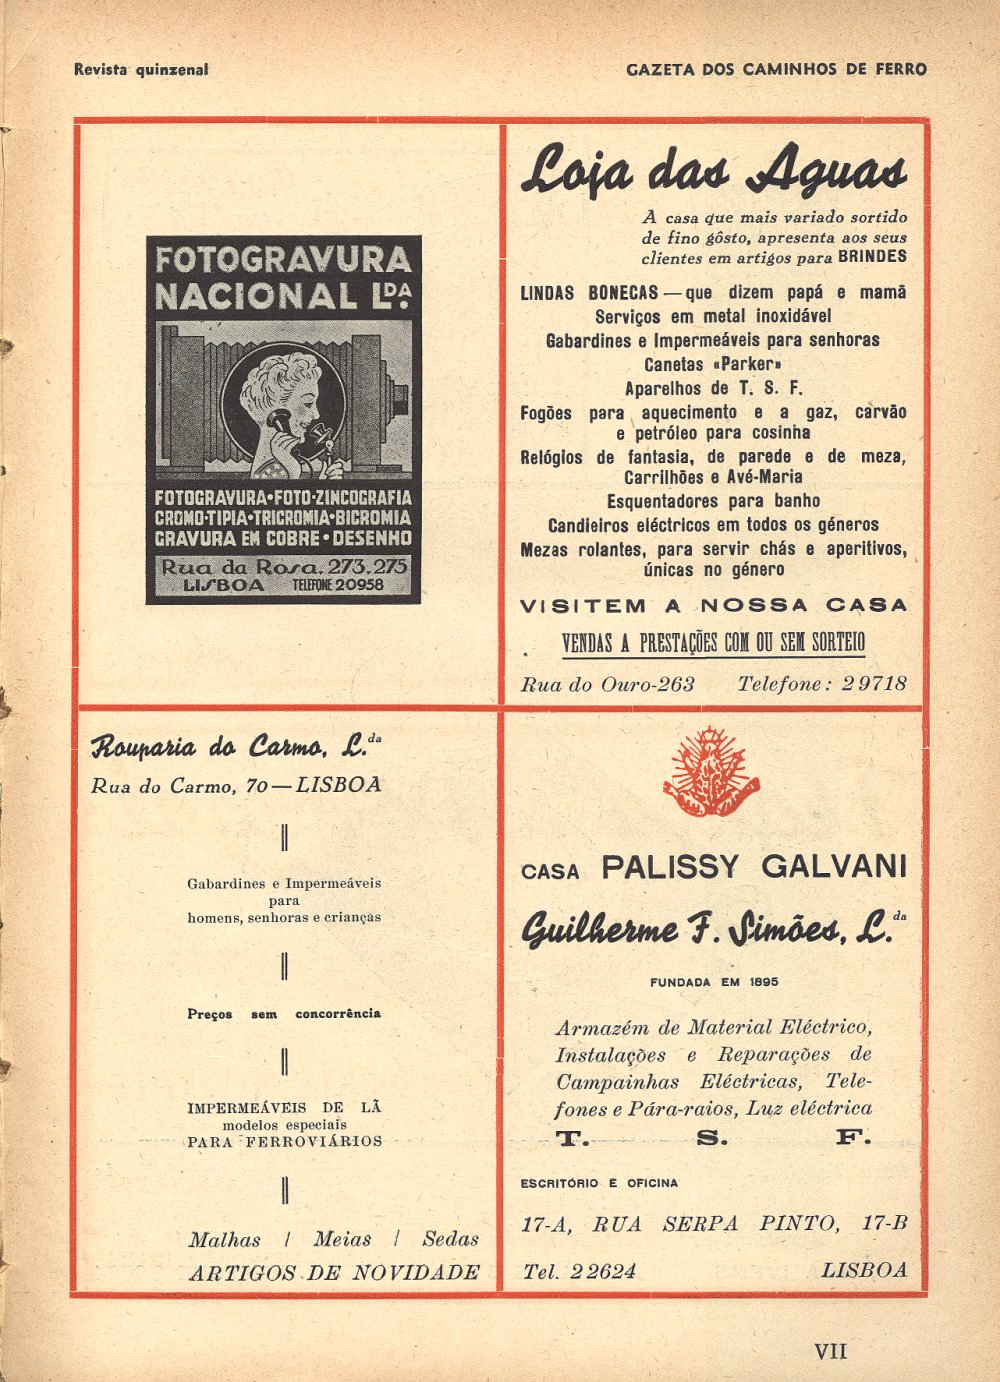 Revista quinzenal
GAZETA DOS CAMINHOS DE FERRO
FOTOGRAVURA
NACIONAL LDA.
FOTOGRAVURA•FOTO-ZINCOGRAFIA
CROMO-TIPIA•TRICROMIA•BICROMIA
GRAVURA EM COBRE•DESENHO
Rua da Rosa, 273,275
LISBOA TELEFONE 20958
Loja das Aguas
A casa que mais variado sortido
de fino gôsto, apresenta aos seus
clientes em artigos para BRINDES
LINDAS BONECAS — que dizem papá e mamã
Serviços em metal inoxidável
Gabardines e Impermeáveis para senhoras
Canetas «Parker»
Aparelhos de T. S. F.
Fogões para aquecimento e a gaz, carvão
e petróleo para cosinha
Relógios de fantasia, de parede e de meza,
Carrilhões e Avé-Maria
Esquentadores para banho
Candieiros eléctricos em todos os géneros
Mezas rolantes, para servir chás e aperitivos,
únicas no género
VISITEM A NOSSA CASA
VENDAS A PRESTAÇÕES COM OU SEM SORTEIO
Rua do Ouro-263 Telefone: 29718
Rouparia do Carmo, L.da
Rua do Carmo, 70 — LISBOA
Gabardines e Impermeáveis
para
homens, senhoras e crianças
Preços sem concorrência
IMPERMEÁVEIS DE LÃ
modelos especiais
PARA FERROVIÁRIOS
Malhas / Meias / Sedas
ARTIGOS DE NOVIDADE
CASA PALISSY GALVANI
Guilherme F. Simões, L.da
FUNDADA EM 1895
Armazém de Material Eléctrico,
Instalações e Reparações de
Campainhas Eléctricas, Tele-
fones e Pára-raios, Luz eléctrica
T. S. F.
ESCRITÓRIO E OFICINA
17-A, RUA SERPA PINTO, 17-B
Tel. 22624 LISBOA
VII